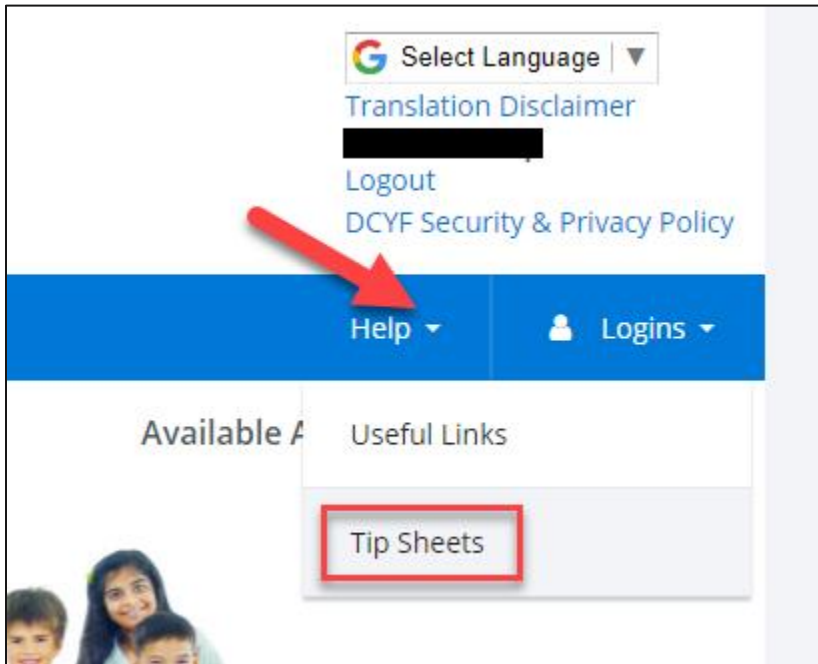 Select Language
Translation Disclaimer
Logout
DCYF Security & Privacy Policy
Help
Logins
Available
Useful Links
Tip Sheets